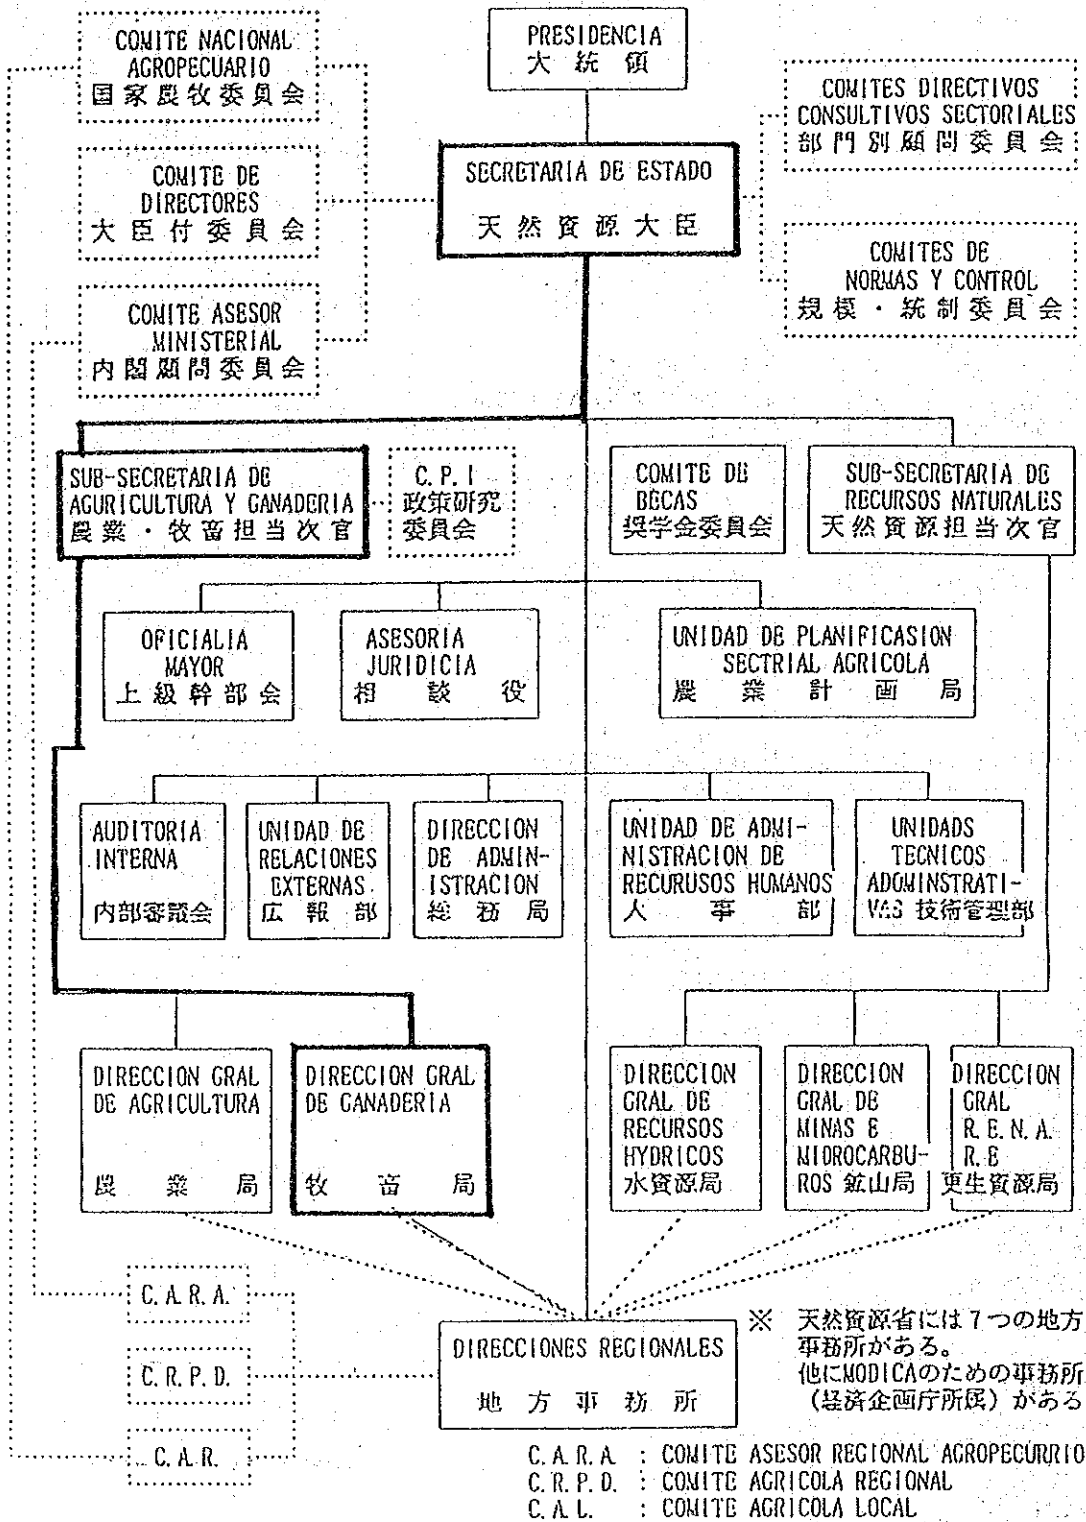 COMITE NACIONAL
AGROPECUARIO
国家農牧委員会
PRESIDENCIA
大統領
COMITES DIRECTIVOS
CONSULTIVOS SECTORIALES
部門別顧問委員会
COMITE DE
DIRECTORES
大臣付委員会
SECRETARIA DE ESTADO
天然資源大臣
COMITES DE
NORMAS Y CONTROL
規模・統制委員会
COMITE ASESOR
MINISTERIAL
内閣顧問委員会
SUB-SECRETARIA DE
AGURICULTURA Y GANADERIA
農業・牧畜担当次官
C.P.I
政策研究
委員会
COMITE DE
BECAS
奨学金委員会
SUB-SECRETARIA DE
RECURSOS NATURALES
天然資源担当次官
OFICIALIA
MAYOR
上級幹部会
ASESORIA
JURIDICIA
相談役
UNIDAD DE PLANIFICASION
SECTRIAL AGRICOLA
農業計画局
AUDITORIA
INTERNA
内部審議会
UNIDAD DE
RELACIONES
EXTERNAS
広報部
DIRECCION
DE ADMIN-
ISTRACION
総務局
UNIDAD DE ADMI-
NISTRACION DE
RECURUSOS HUMANOS
人事部
UNIDADS
TECNICOS
ADOMINSTRATI-
VAS 技術管理部
DIRECCION GRAL
DE AGRICULTURA
農業局
DIRECCION GRAL
DE GANADERIA
牧畜局
DIRECCION
GRAL DE
RECURSOS
HYDRICOS
水資源局
DIRECCION
GRAL DE
MINAS E
MIDROCARBU-
ROS 鉱山局
DIRECCION
GRAL
R.E.N.A.
R.E
更生資源局
C.A.R.A.
C.R.P.D.
C.A.R.
DIRECCIONES REGIONALES
地方事務所
※ 天然資源省には7つの地方
事務所がある。
他にMODICAのための事務所
(経済企画庁所属)がある
C.A.R.A. : COMITE ASESOR REGIONAL AGROPECURRIO
C.R.P.D. : COMITE AGRICOLA REGIONAL
C.A.L. : COMITE AGRICOLA LOCAL